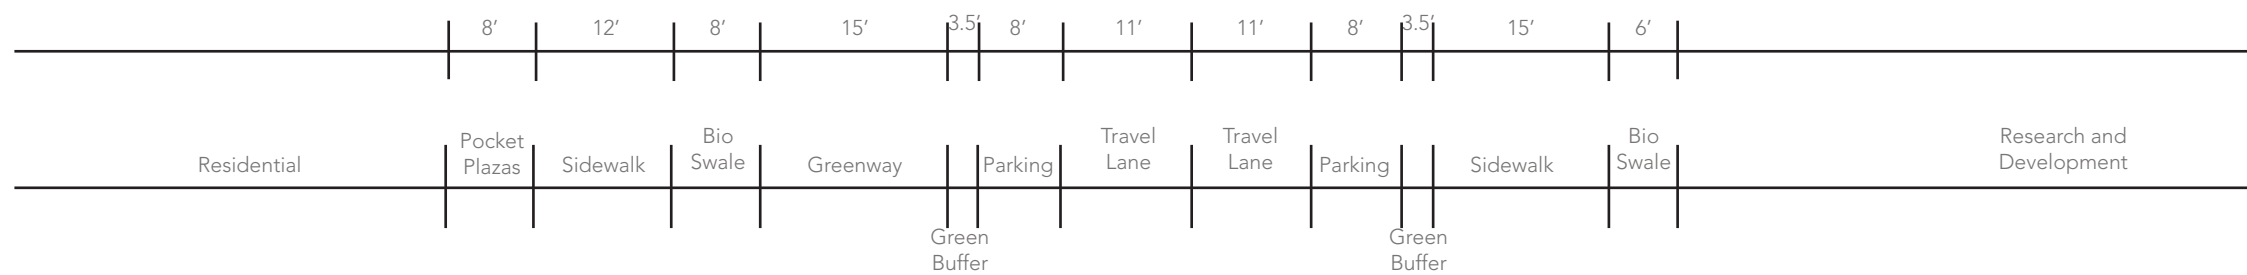 8’ 12’ 8’ 15’ 3.5’ 8’ 11’ 11’ 8’ 3.5’ 15’ 6’
Residential
Pocket
Plazas
Sidewalk
Bio
Swale
Greenway
Green
Buffer
Parking
Travel
Lane
Travel
Lane
Parking
Green
Buffer
Sidewalk
Bio
Swale
Research and
Development